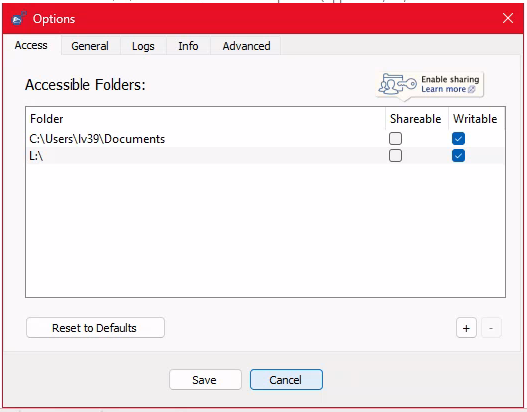 Options
Access General Logs Info Advanced
Accessible Folders:
Enable sharing
Learn more
Folder Shareable Writable
C:\Users\lv39\Documents
L:\
Reset to Defaults + -
Save Cancel